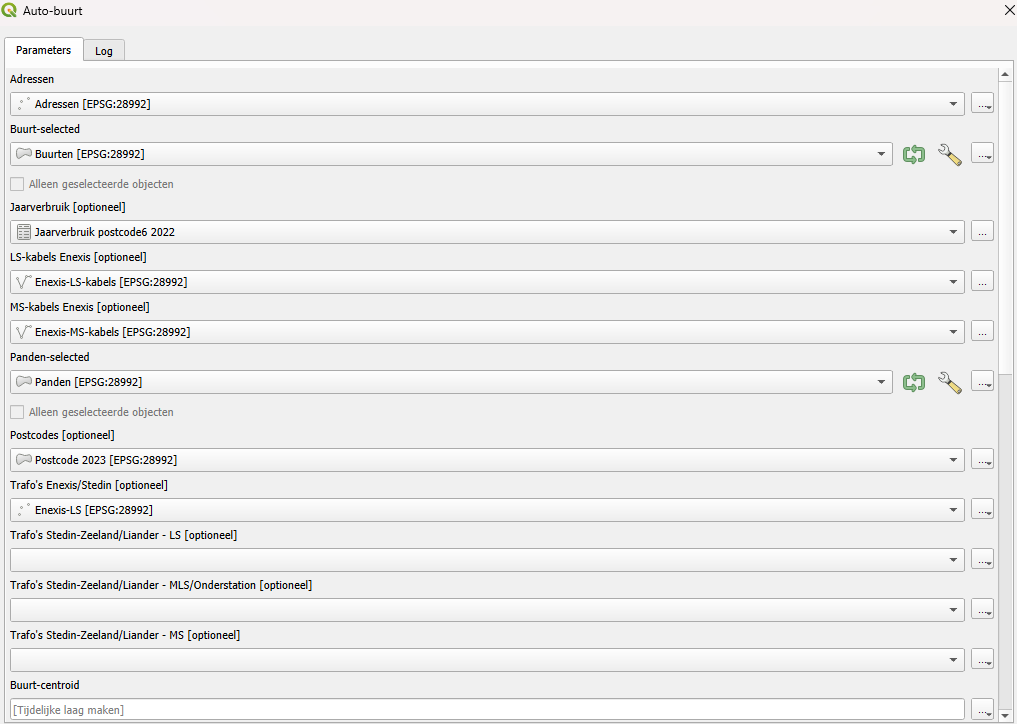 Auto-buurt
Parameters
Log
Adressen
Adressen [EPSG:28992]
...
Buurt-selected
Buurten [EPSG:28992]
...
Alleen geselecteerde objecten
Jaarverbruik [optioneel]
Jaarverbruik postcode6 2022
...
LS-kabels Enexis [optioneel]
Enexis-LS-kabels [EPSG:28992]
...
MS-kabels Enexis [optioneel]
Enexis-MS-kabels [EPSG:28992]
...
Panden-selected
Panden [EPSG:28992]
...
Alleen geselecteerde objecten
Postcodes [optioneel]
Postcode 2023 [EPSG:28992]
...
Trafo's Enexis/Stedin [optioneel]
Enexis-LS [EPSG:28992]
...
Trafo's Stedin-Zeeland/Liander - LS [optioneel]
...
Trafo's Stedin-Zeeland/Liander - MLS/Onderstation [optioneel]
...
Trafo's Stedin-Zeeland/Liander - MS [optioneel]
...
Buurt-centroid
[Tijdelijke laag maken]
...